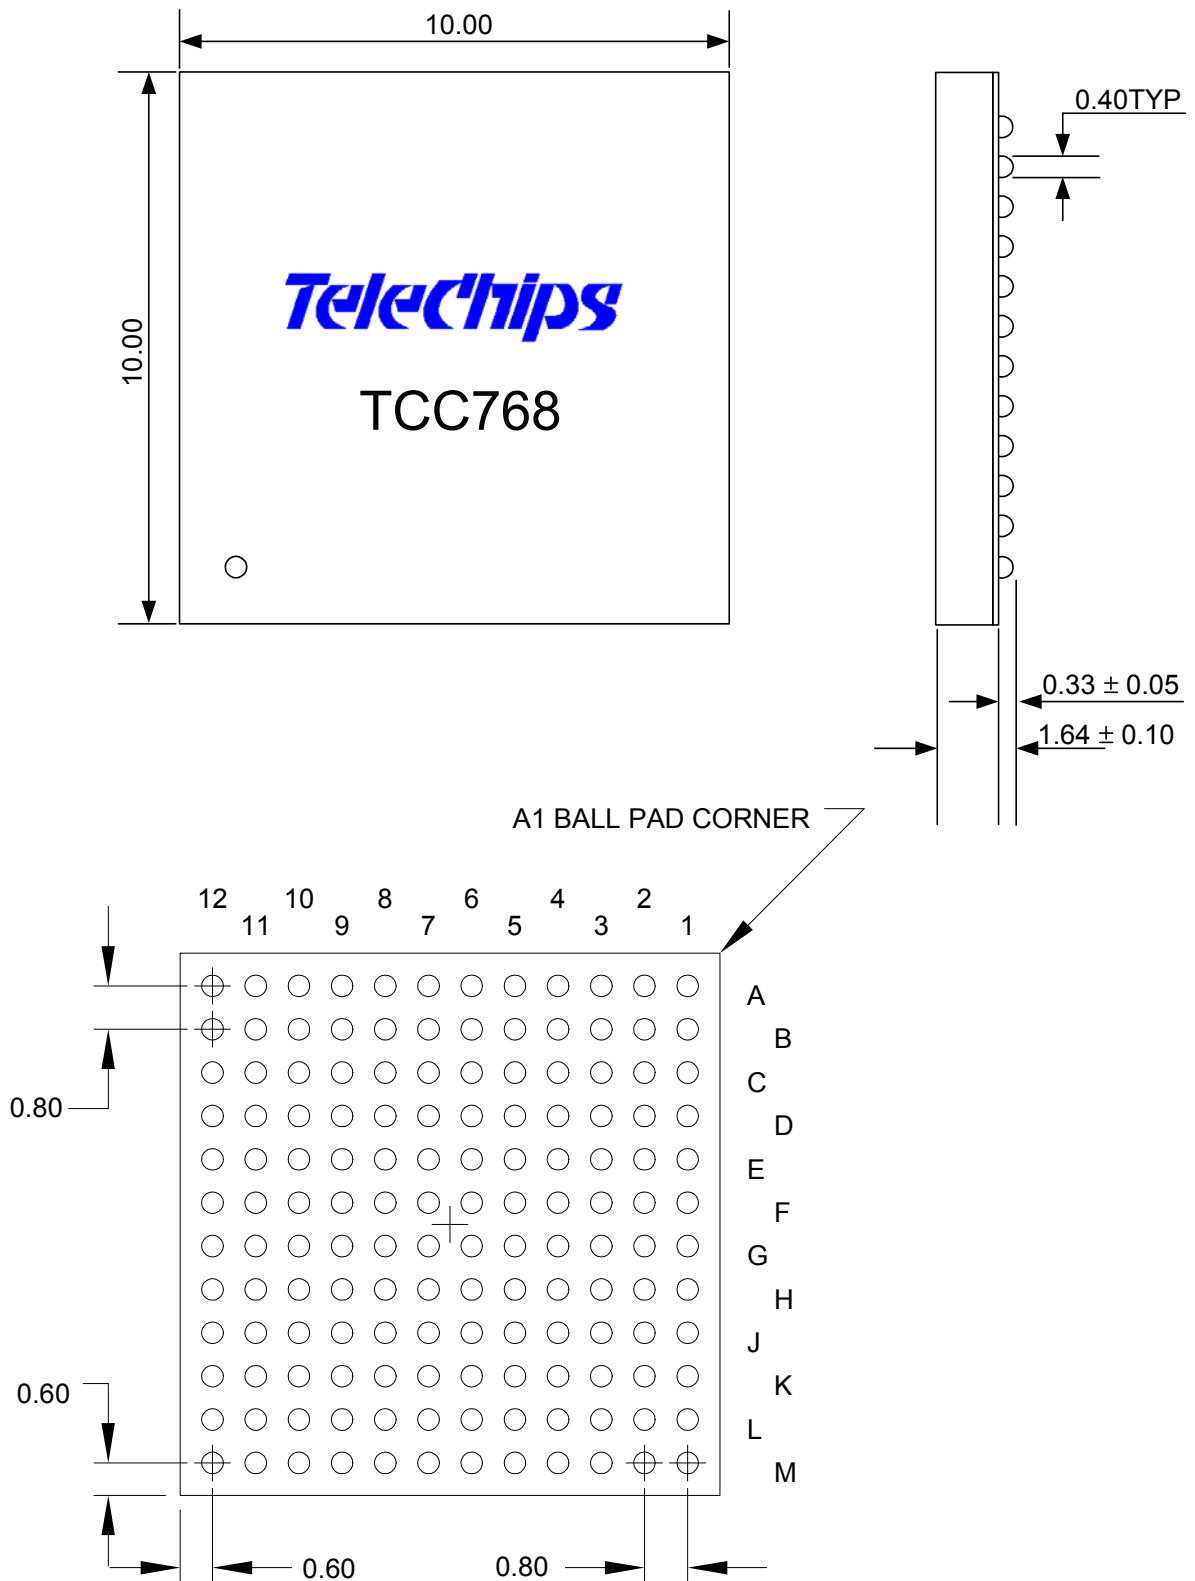 10.00
0.40TYP
10.00
TeleChips
TCC768
0.33 ± 0.05
1.64 ± 0.10
A1 BALL PAD CORNER
12 10 8 6 4 2
11 9 7 5 3 1
A
B
C
0.80
D
E
F
G
H
J
K
0.60
L
M
0.60
0.80